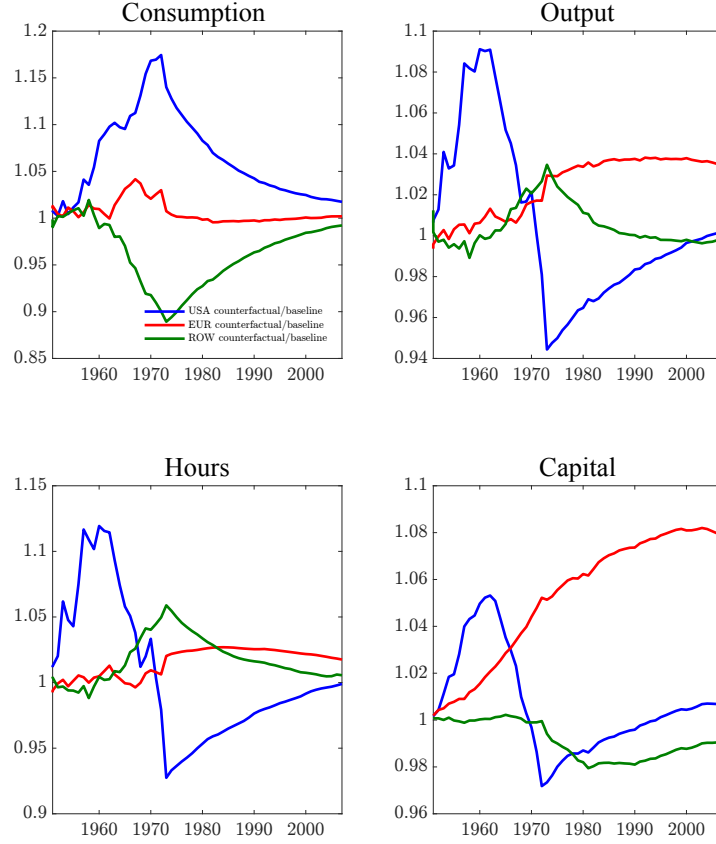 Consumption
1.2
1.15
1.1
1.05
1
0.95
0.9
0.85
USA counterfactual/baseline
EUR counterfactual/baseline
ROW counterfactual/baseline
1960 1970 1980 1990 2000
Output
1.1
1.08
1.06
1.04
1.02
1
0.98
0.96
0.94
1960 1970 1980 1990 2000
Hours
1.15
1.1
1.05
1
0.95
0.9
1960 1970 1980 1990 2000
Capital
1.1
1.08
1.06
1.04
1.02
1
0.98
0.96
1960 1970 1980 1990 2000